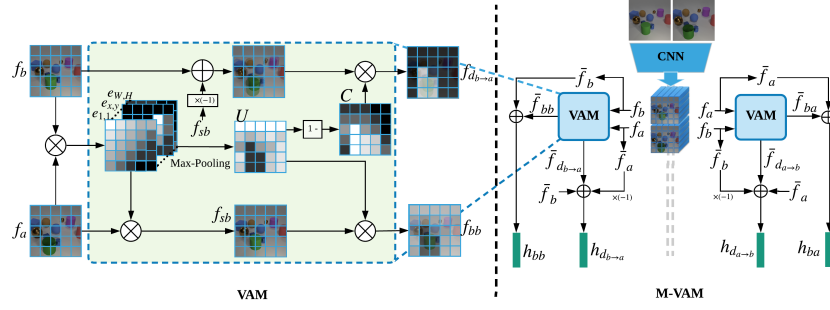 f_b
e_{W,H}
e_{x,y}
e_{1,1}
×(-1)
f_{sb}
U
1 -
C
f_{d_{b→a}}
Max-Pooling
f_a
f_{sb}
f_{bb}
VAM
CNN
f̄_b
f̄_{bb}
VAM
f_b
f_a
f̄_{d_{b→a}}
f̄_a
f̄_b
×(-1)
h_{bb}
h_{d_{b→a}}
f̄_a
f_a
f_b
VAM
f̄_{ba}
f̄_b
f̄_{d_{a→b}}
×(-1)
f̄_a
h_{d_{a→b}}
h_{ba}
M-VAM